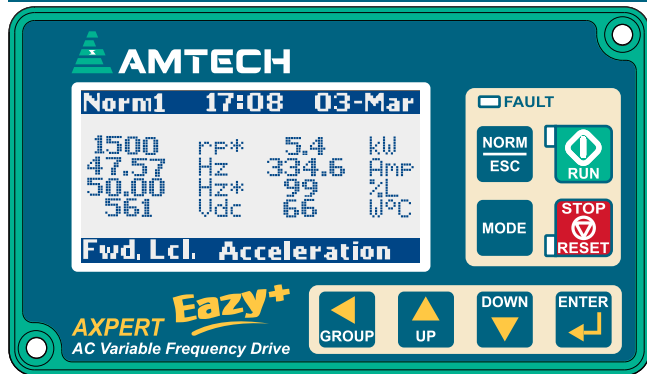 AMTECH
Norm1 17:08 03-Mar
1500 rp* 5.4 kW
47.57 Hz 334.6 Amp
50.00 Hz* 99 %L
561 Vdc 66 W°C
Fwd, Lcl. Acceleration
FAULT
NORM
ESC
RUN
MODE
STOP
RESET
AXPERT Eazy+
AC Variable Frequency Drive
GROUP
UP
DOWN
ENTER